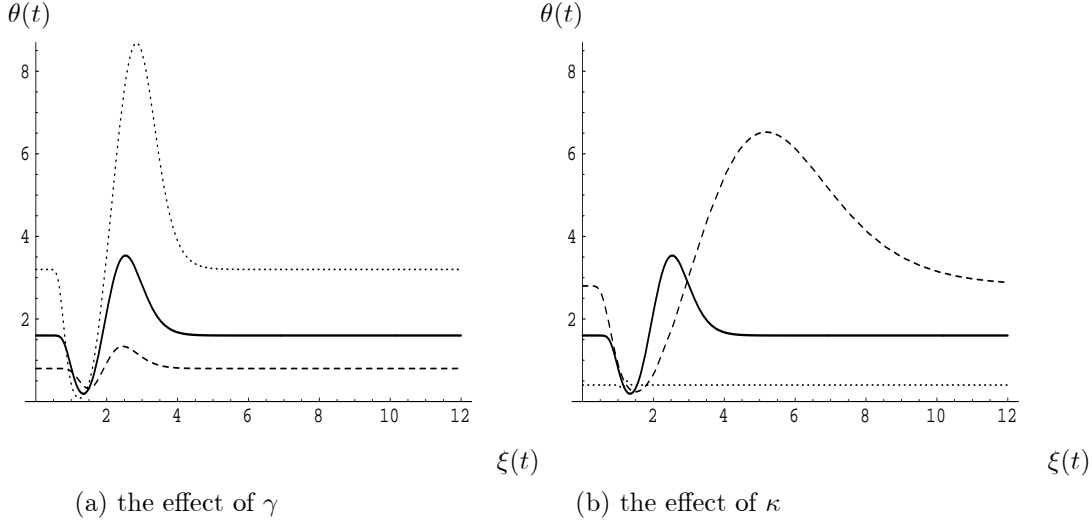 θ(t) θ(t)
8 8
6 6
4 4
2 2
2 4 6 8 10 12 2 4 6 8 10 12
ξ(t) ξ(t)
(a) the effect of γ (b) the effect of κ